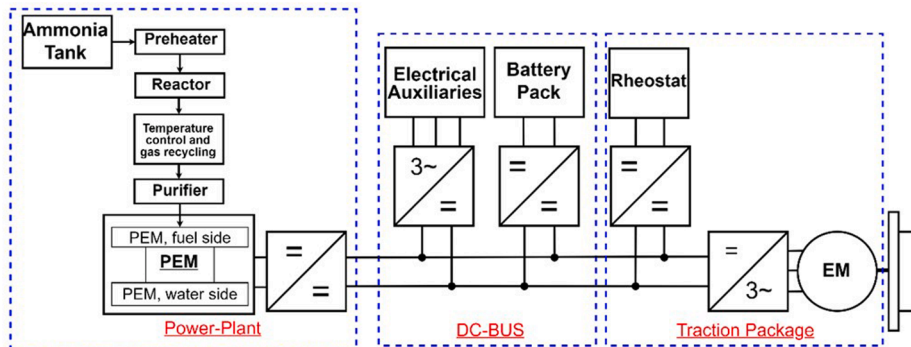 Ammonia
Tank
Preheater
Reactor
Temperature
control and
gas recycling
Purifier
PEM, fuel side
PEM
PEM, water side
=
=
Power-Plant
Electrical
Auxiliaries
Battery
Pack
3~
=
=
=
DC-BUS
Rheostat
=
=
=
3~
EM
Traction Package